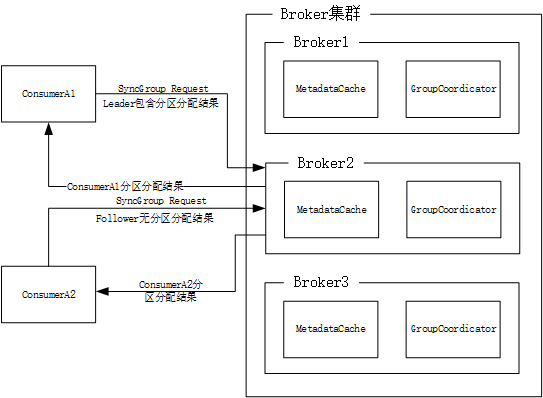 Broker集群
Broker1
MetadataCache
GroupCoordicator
ConsumerA1
SyncGroup Request
Leader包含分区分配结果
Broker2
ConsumerA1分区分配结果
SyncGroup Request
Follower无分区分配结果
MetadataCache
GroupCoordicator
ConsumerA2
ConsumerA2分
区分配结果
Broker3
MetadataCache
GroupCoordicator